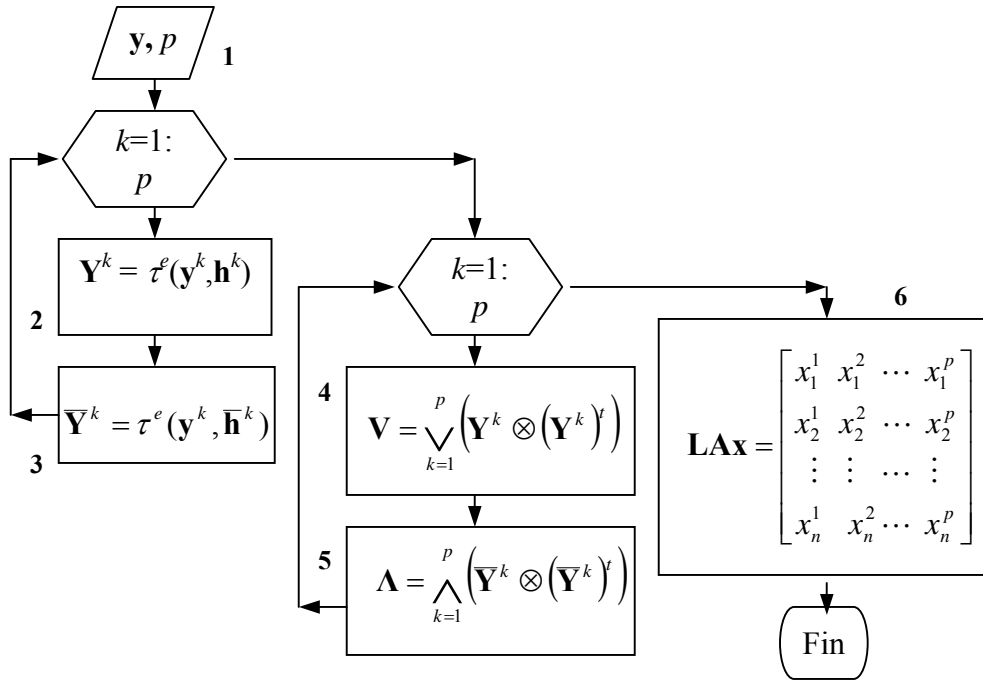 y, p
1
k=1:
p
Y^k = τ^e(y^k,h^k)
2
Y̅^k = τ^e(y^k, h̅^k)
3
k=1:
p
4
V = ⋁_{k=1}^{p} (Y^k ⊗ (Y^k)^t)
5
Λ = ⋀_{k=1}^{p} (Y̅^k ⊗ (Y̅^k)^t)
6
LAx = [x_1^1 x_1^2 ⋯ x_1^p
x_2^1 x_2^2 ⋯ x_2^p
⋮ ⋮ ⋯ ⋮
x_n^1 x_n^2 ⋯ x_n^p]
Fin